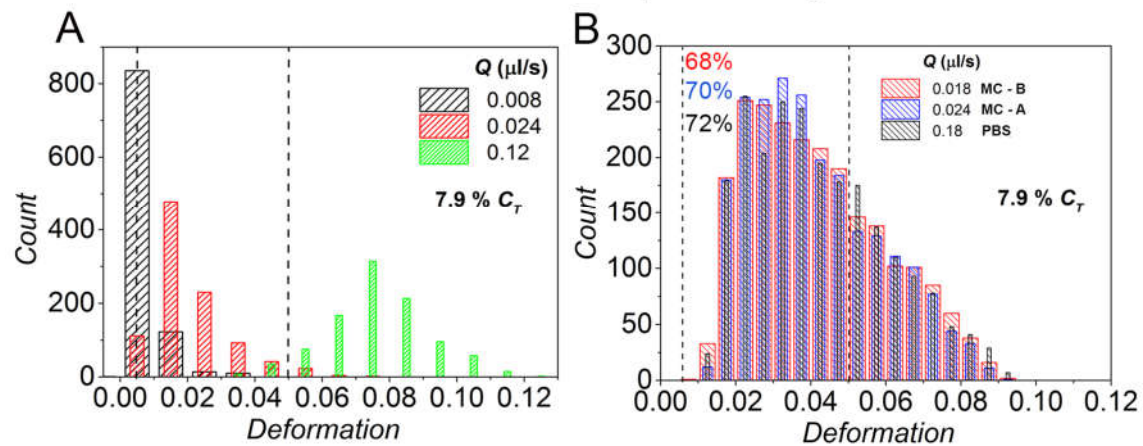 A
Q (µl/s)
0.008
0.024
0.12
7.9 % C_T
800
600
400
200
0
Count
0.00 0.02 0.04 0.06 0.08 0.10 0.12
Deformation
B
68%
70%
72%
Q (µl/s)
0.018 MC - B
0.024 MC - A
0.18 PBS
7.9 % C_T
300
250
200
150
100
50
0
Count
0.00 0.02 0.04 0.06 0.08 0.10 0.12
Deformation